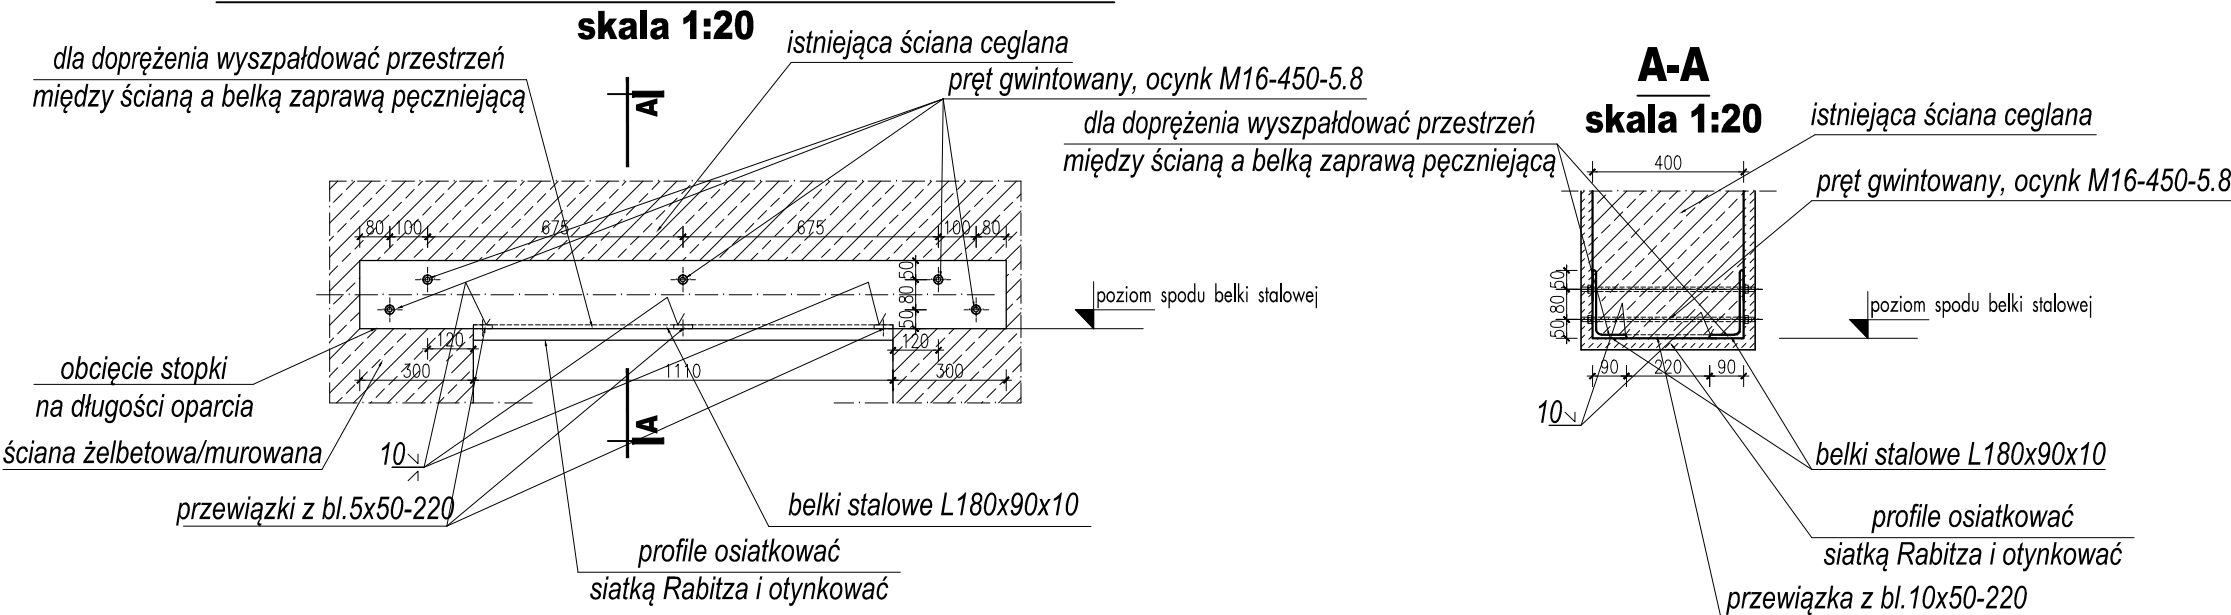 skala 1:20
dla doprężenia wyszpałdować przestrzeń
między ścianą a belką zaprawą pęczniejącą
istniejąca ściana ceglana
pręt gwintowany, ocynk M16-450-5.8
A
80 100 675 675 100 80
50
80
50
poziom spodu belki stalowej
120 120
300 1110 300
obcięcie stopki
na długości oparcia
ściana żelbetowa/murowana
10
A
przewiązki z bl.5x50-220
belki stalowe L180x90x10
profile osiatkować
siatką Rabitza i otynkować
A-A
skala 1:20
dla doprężenia wyszpałdować przestrzeń
między ścianą a belką zaprawą pęczniejącą
istniejąca ściana ceglana
400
pręt gwintowany, ocynk M16-450-5.8
50
80
50
poziom spodu belki stalowej
90 220 90
10
belki stalowe L180x90x10
profile osiatkować
siatką Rabitza i otynkować
przewiązka z bl.10x50-220